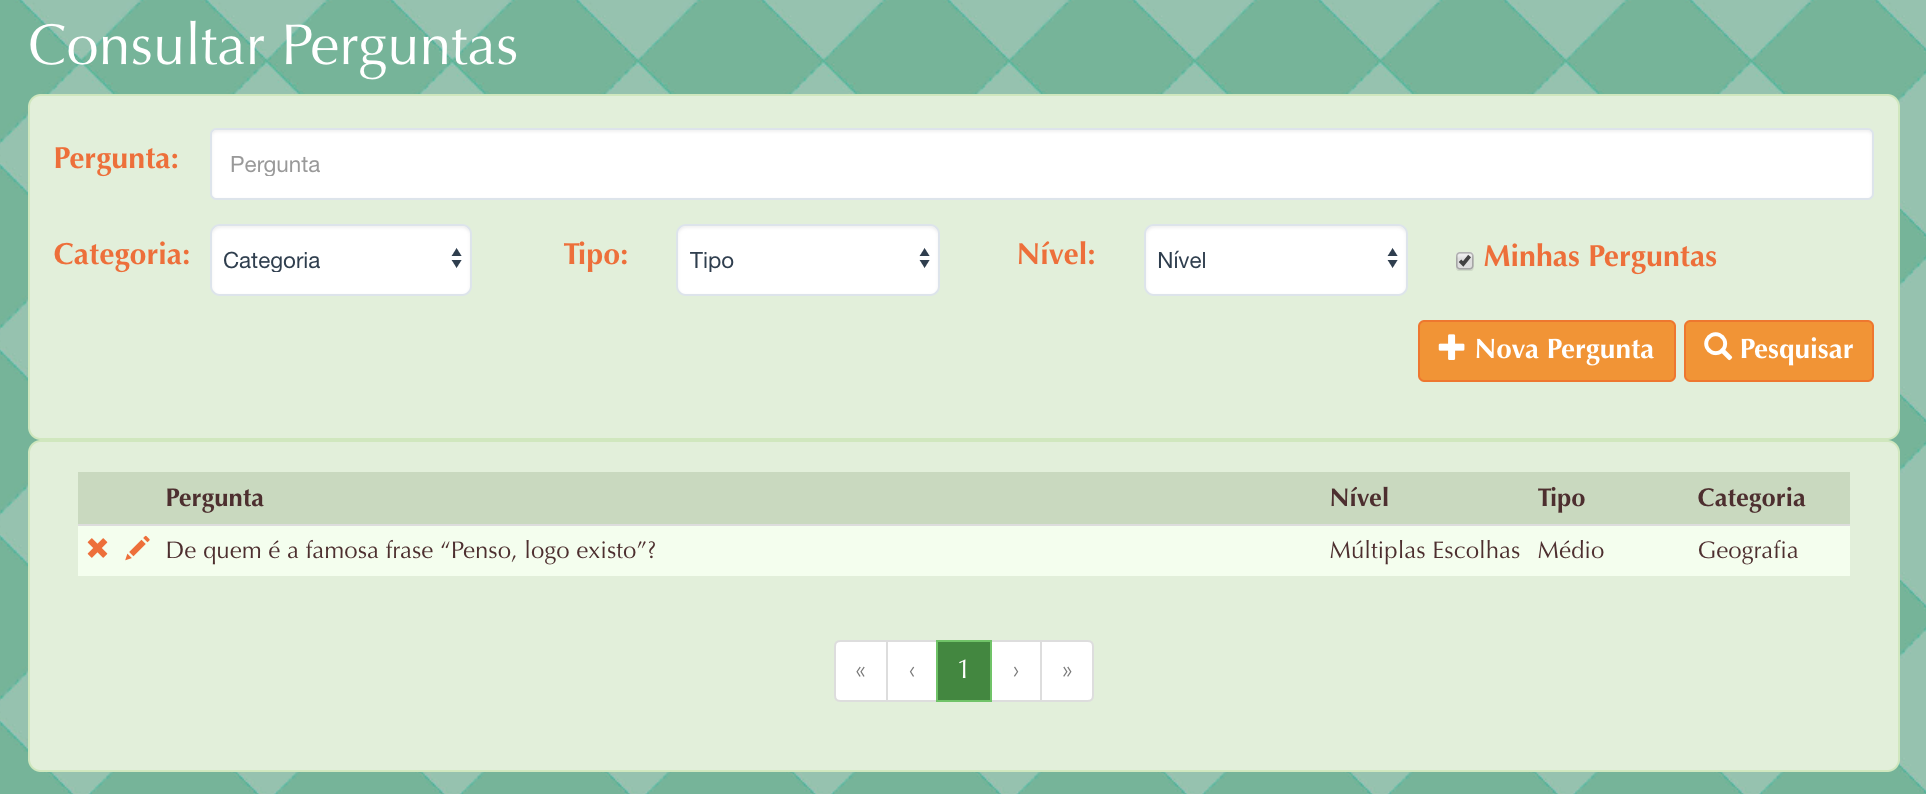 Consultar Perguntas
Pergunta: Pergunta
Categoria: Categoria Tipo: Tipo Nível: Nível Minhas Perguntas
Nova Pergunta Pesquisar
Pergunta Nível Tipo Categoria
De quem é a famosa frase “Penso, logo existo”? Múltiplas Escolhas Médio Geografia
« ‹ 1 › »